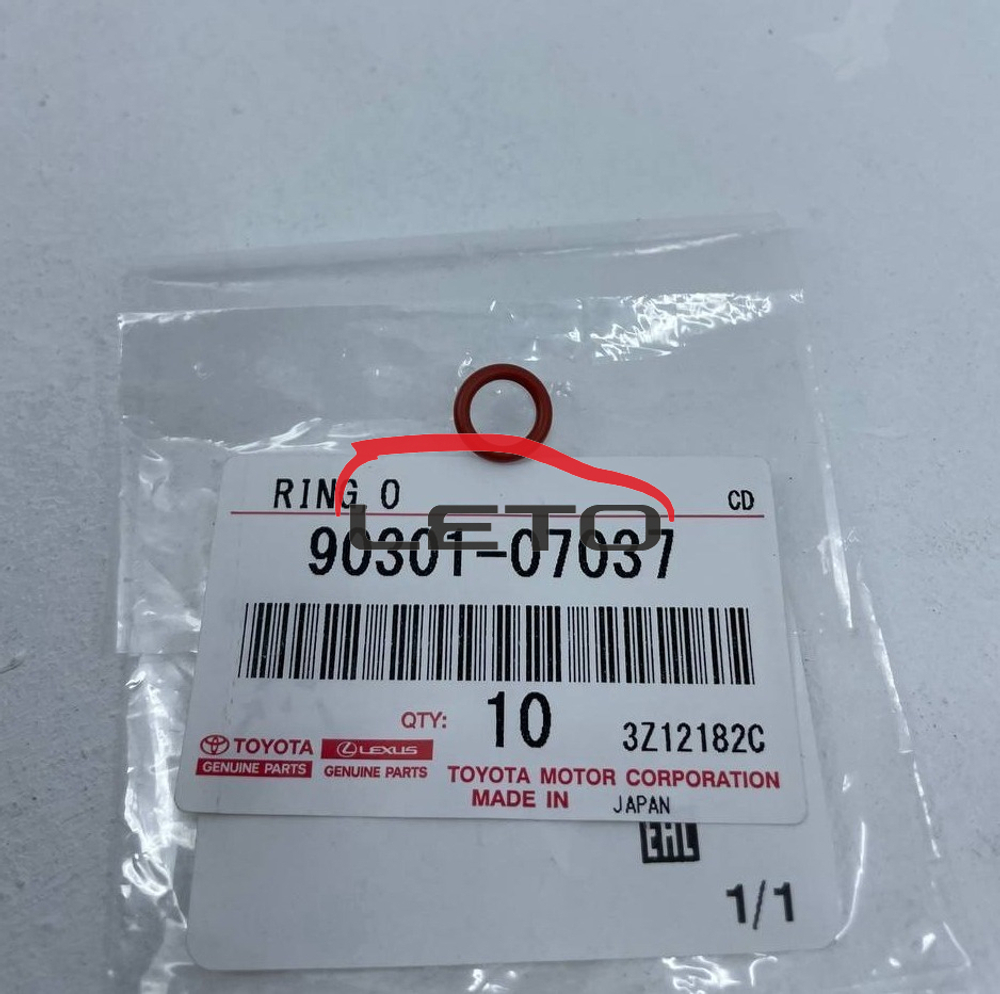 RING O
CD
LETO
90301-07037
QTY: 10
3Z12182C
TOYOTA
LEXUS
GENUINE PARTS
GENUINE PARTS
TOYOTA MOTOR CORPORATION
MADE IN JAPAN
1/1